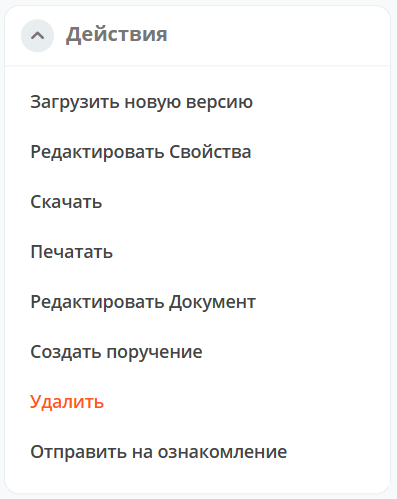 Действия
Загрузить новую версию
Редактировать Свойства
Скачать
Печатать
Редактировать Документ
Создать поручение
Удалить
Отправить на ознакомление